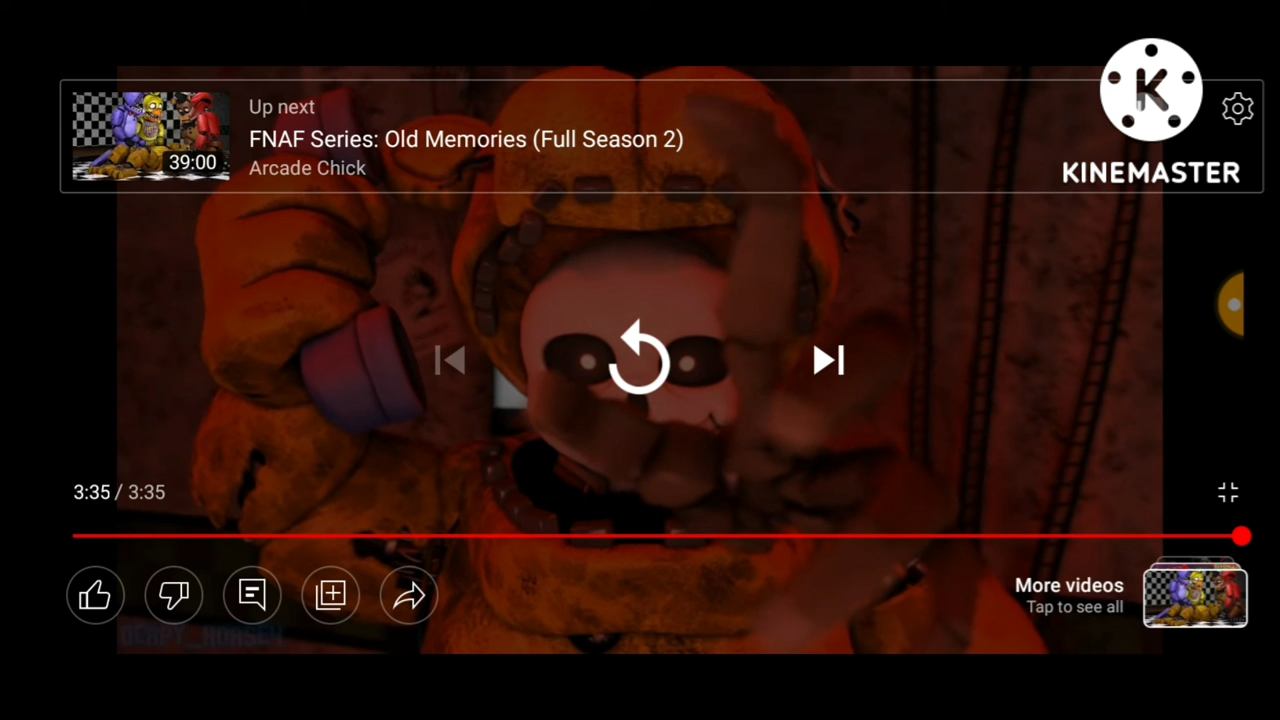 Up next
FNAF Series: Old Memories (Full Season 2)
39:00
Arcade Chick
K
KINEMASTER
3:35 / 3:35
More videos
Tap to see all